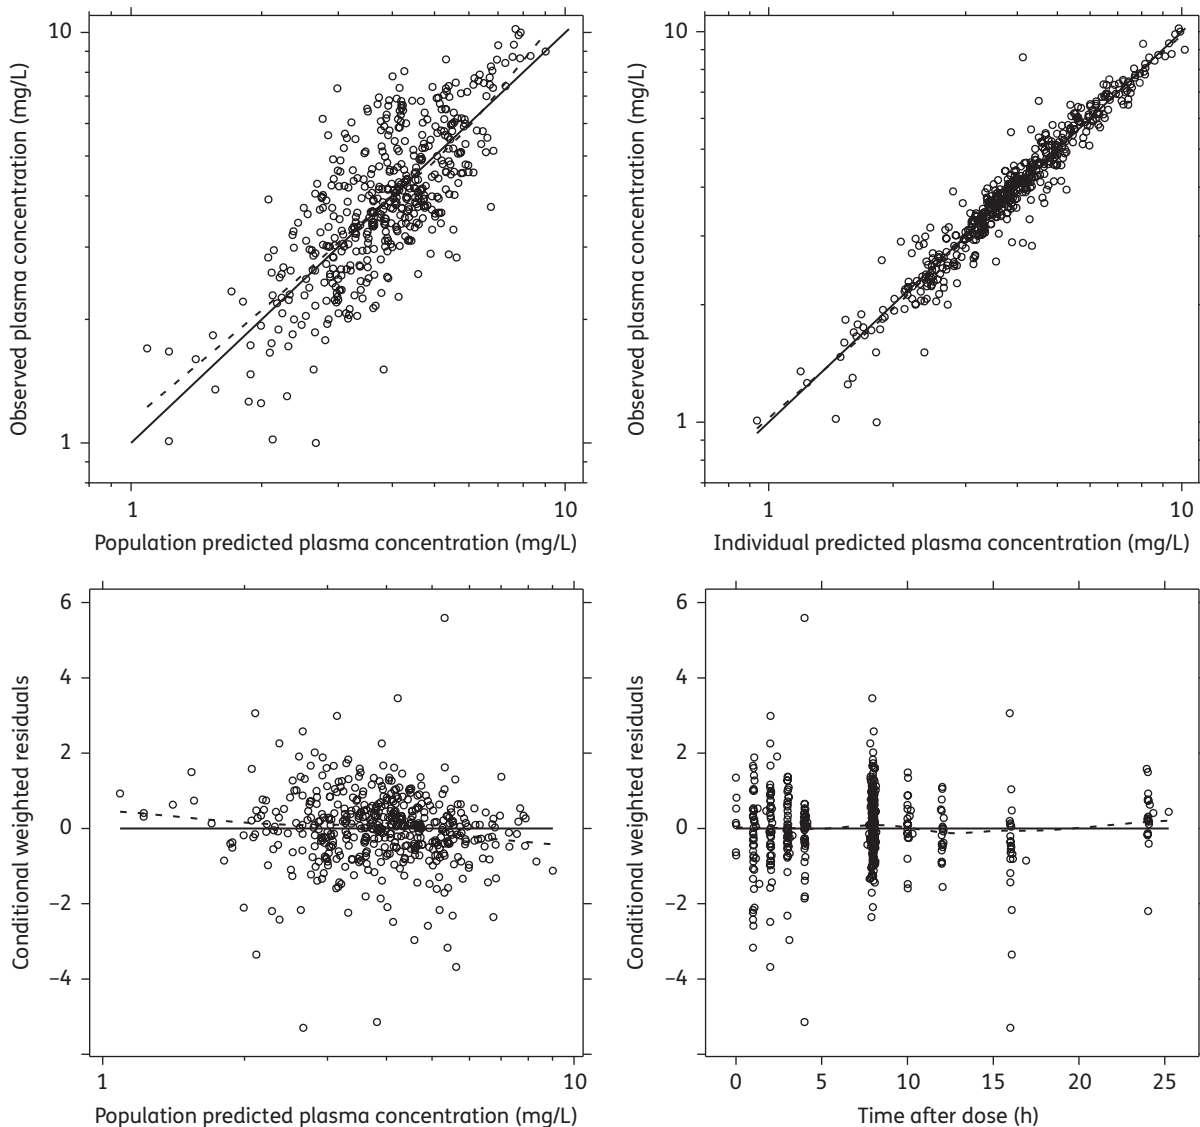 10
1
Observed plasma concentration (mg/L)
1
10
Population predicted plasma concentration (mg/L)
10
1
Observed plasma concentration (mg/L)
1
10
Individual predicted plasma concentration (mg/L)
6
4
2
0
−2
−4
Conditional weighted residuals
1
10
Population predicted plasma concentration (mg/L)
6
4
2
0
−2
−4
Conditional weighted residuals
0 5 10 15 20 25
Time after dose (h)